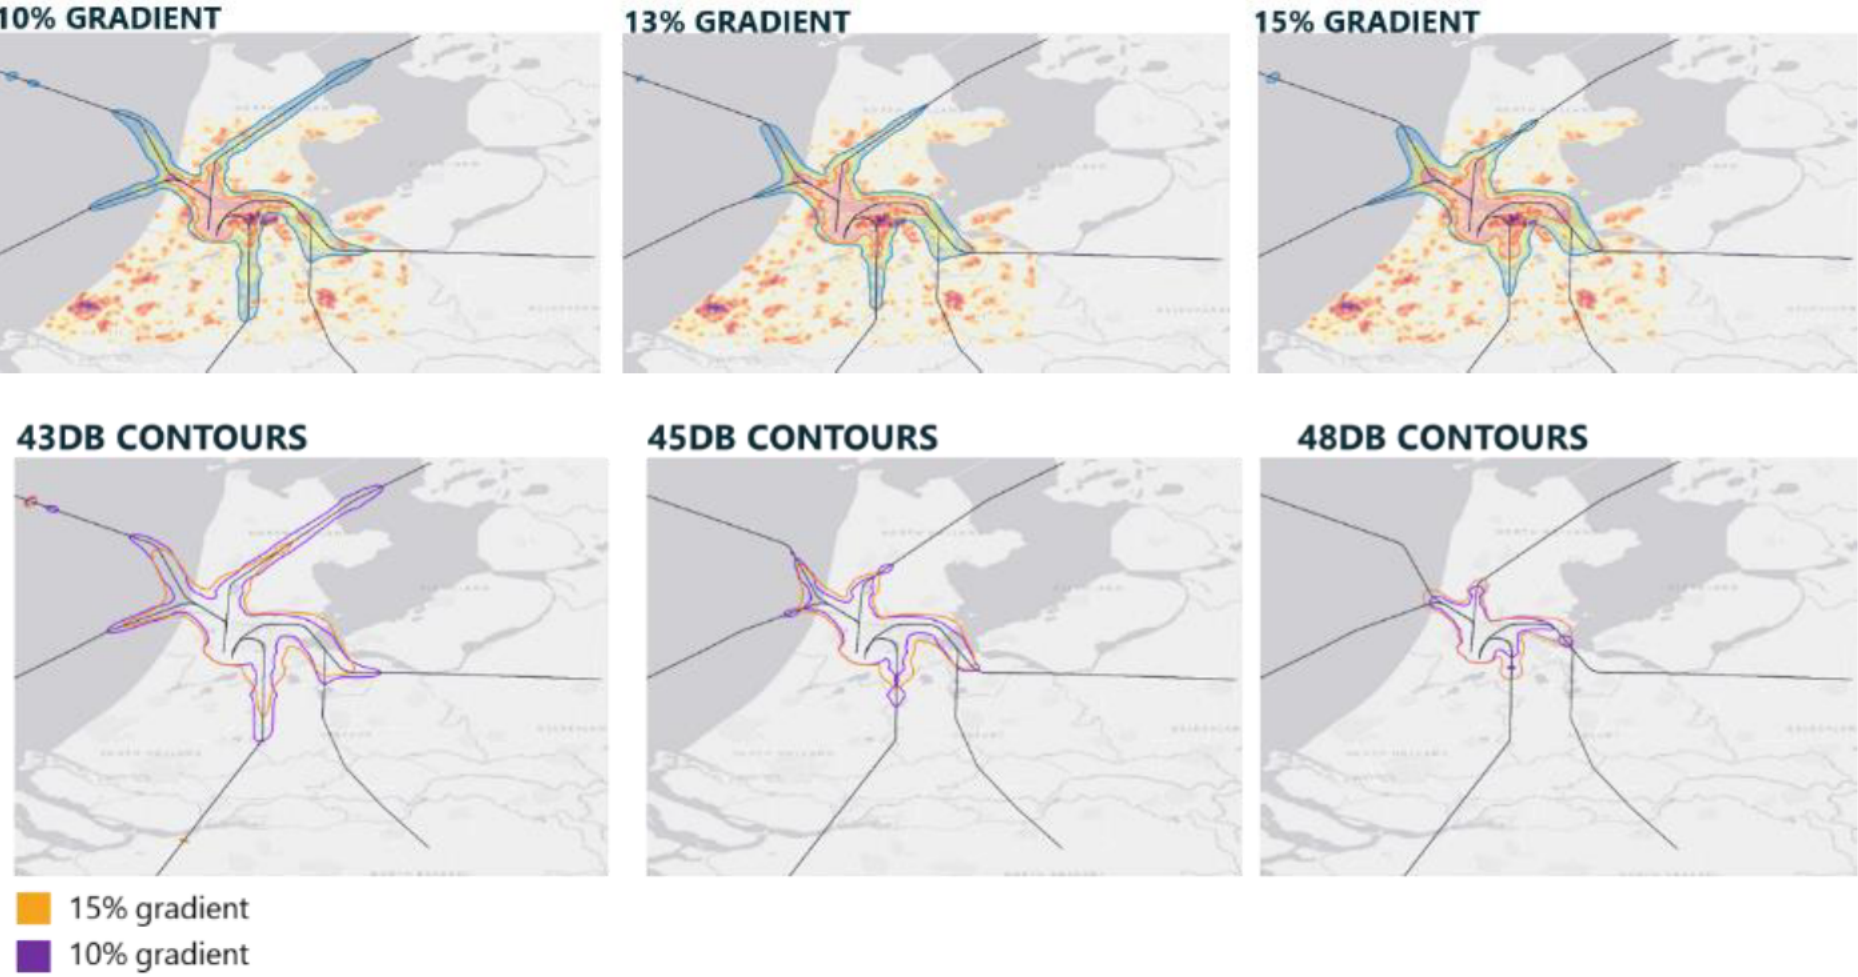 10% GRADIENT
13% GRADIENT
15% GRADIENT
43DB CONTOURS
45DB CONTOURS
48DB CONTOURS
15% gradient
10% gradient